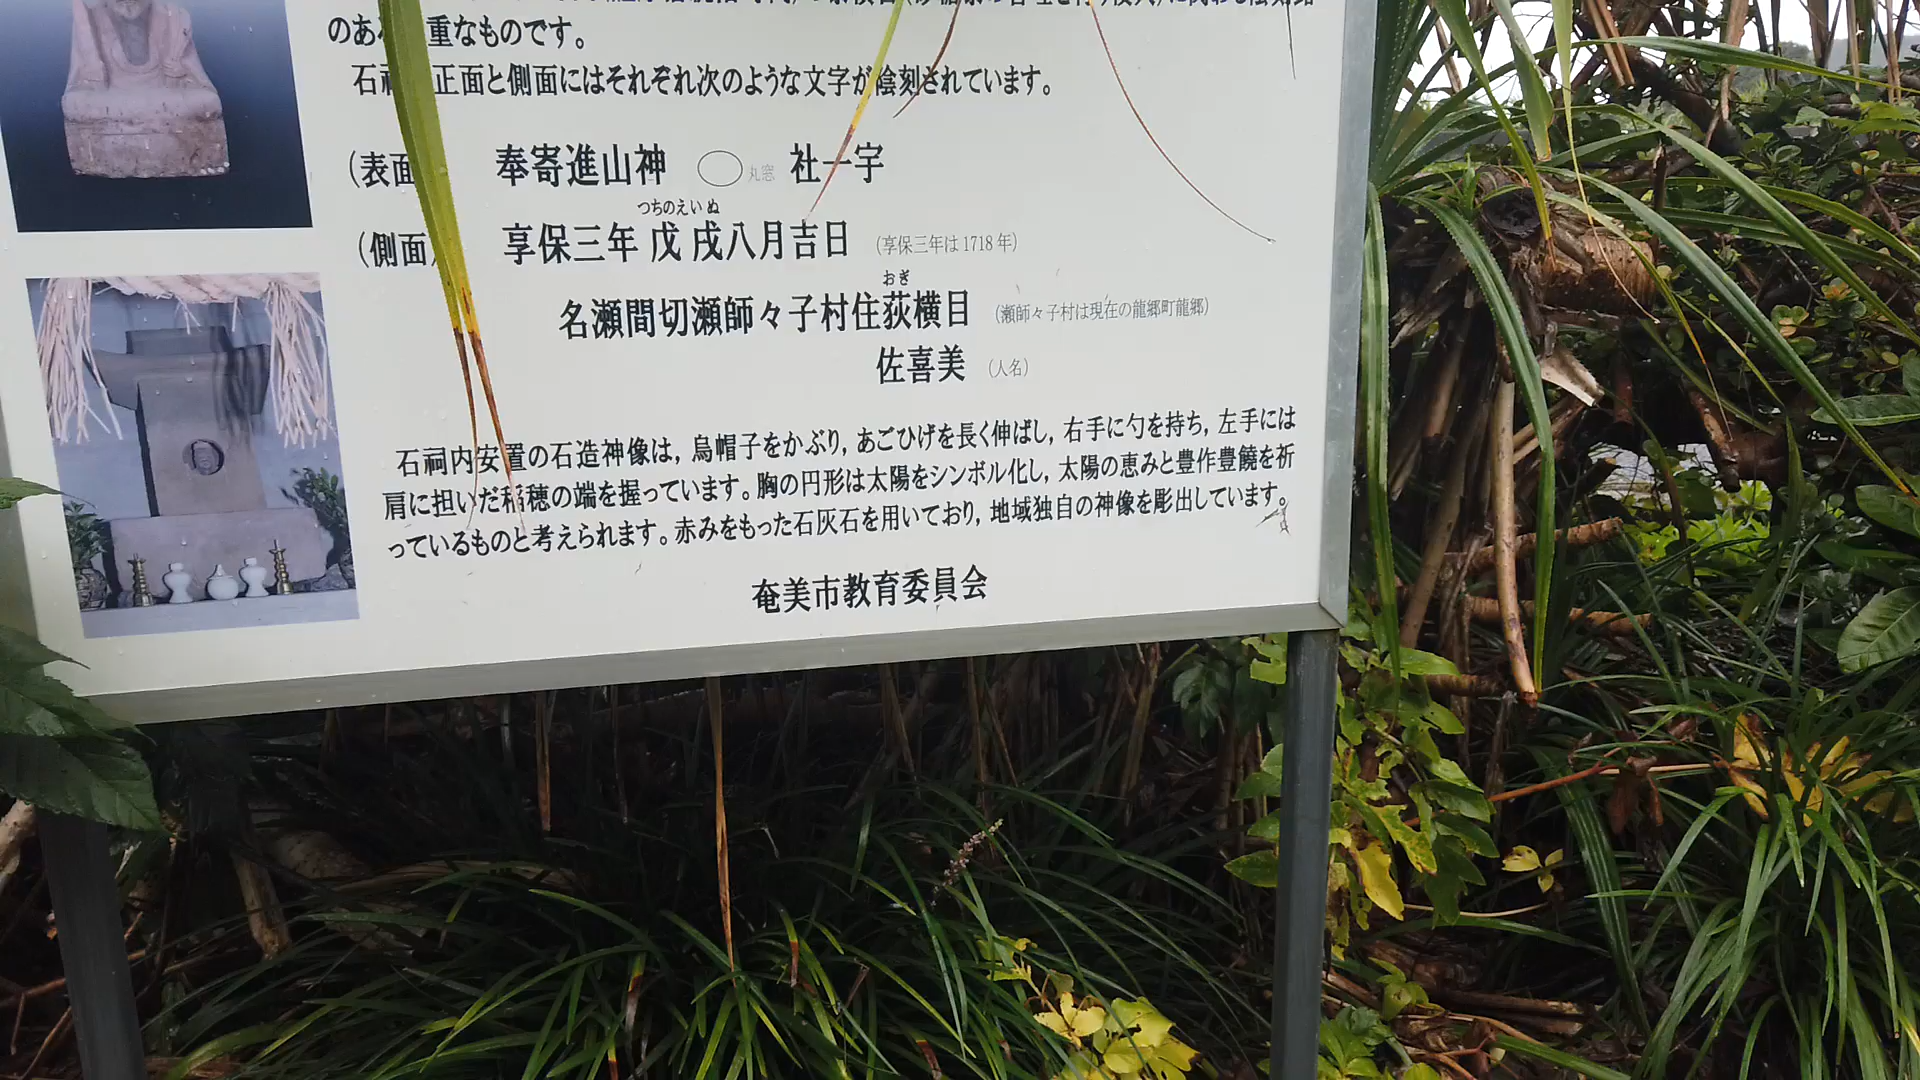 のある 重なものです。
石祠 正面と側面にはそれぞれ次のような文字が陰刻されています。
(表面 奉寄進山神 ◯ 丸窓 社一宇
つちのえいぬ
(側面) 享保三年 戊戌八月吉日 (享保三年は1718年)
おぎ
名瀬間切瀬師々子村住荻横目 (瀬師々子村は現在の龍郷町龍郷)
佐喜美 (人名)
石祠内安置の石造神像は, 烏帽子をかぶり, あごひげを長く伸ばし, 右手に勺を持ち, 左手には
肩に担いだ稲穂の端を握っています。胸の円形は太陽をシンボル化し, 太陽の恵みと豊作豊饒を祈
っているものと考えられます。赤みをもった石灰石を用いており, 地域独自の神像を彫出しています。
奄美市教育委員会